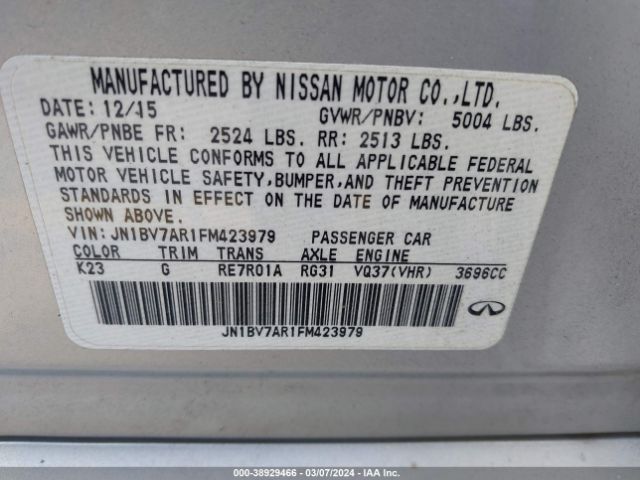 MANUFACTURED BY NISSAN MOTOR CO.,LTD.
DATE: 12/15 GVWR/PNBV: 5004 LBS.
GAWR/PNBE FR: 2524 LBS. RR: 2513 LBS.
THIS VEHICLE CONFORMS TO ALL APPLICABLE FEDERAL
MOTOR VEHICLE SAFETY,BUMPER,AND THEFT PREVENTION
STANDARDS IN EFFECT ON THE DATE OF MANUFACTURE
SHOWN ABOVE.
VIN: JN1BV7AR1FM423979 PASSENGER CAR
COLOR TRIM TRANS AXLE ENGINE
K23 G RE7R01A RG31 VQ37(VHR) 3696CC
JN1BV7AR1FM423979
000-38929466 - 03/07/2024 - IAA Inc.